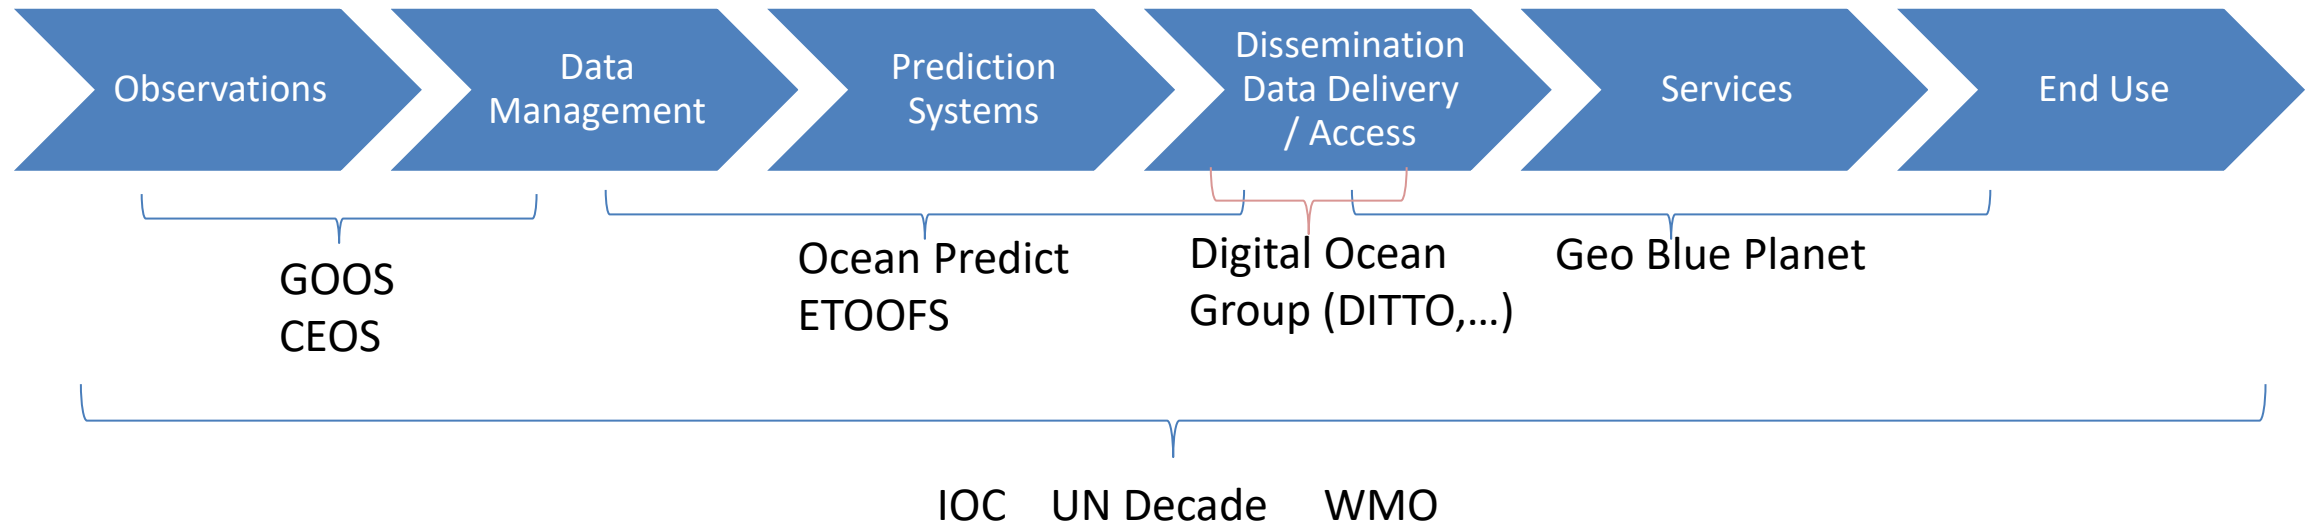 Observations
Data
Management
Prediction
Systems
Dissemination
Data Delivery
/ Access
Services
End Use
GOOS
CEOS
Ocean Predict
ETOOFS
Digital Ocean
Group (DITTO,...)
Geo Blue Planet
IOC UN Decade WMO